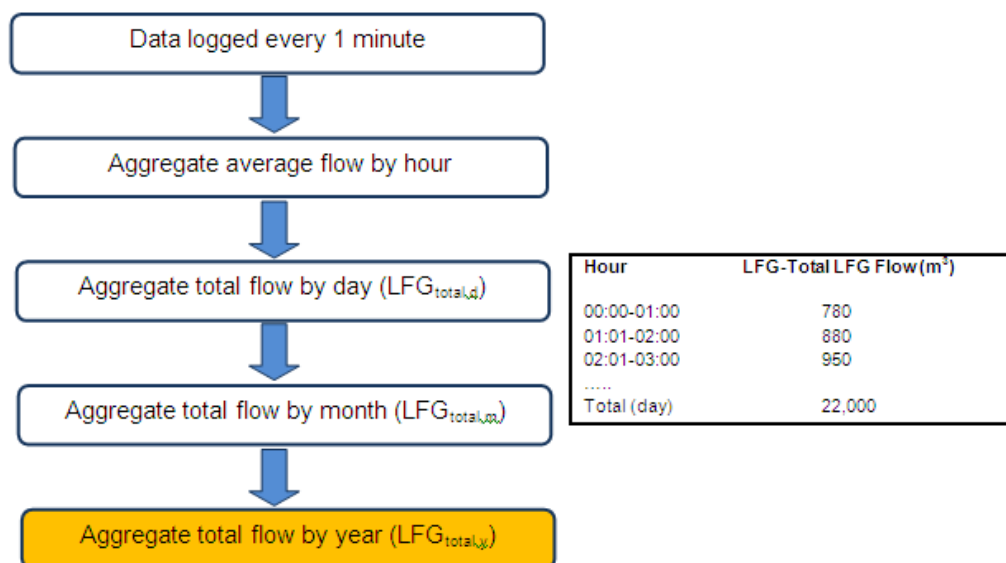 Data logged every 1 minute
Aggregate average flow by hour
Aggregate total flow by day (LFGtotal,d)
Aggregate total flow by month (LFGtotal,m)
Aggregate total flow by year (LFGtotal,y)
Hour LFG-Total LFG Flow (m³)
00:00-01:00 780
01:01-02:00 880
02:01-03:00 950
.....
Total (day) 22,000